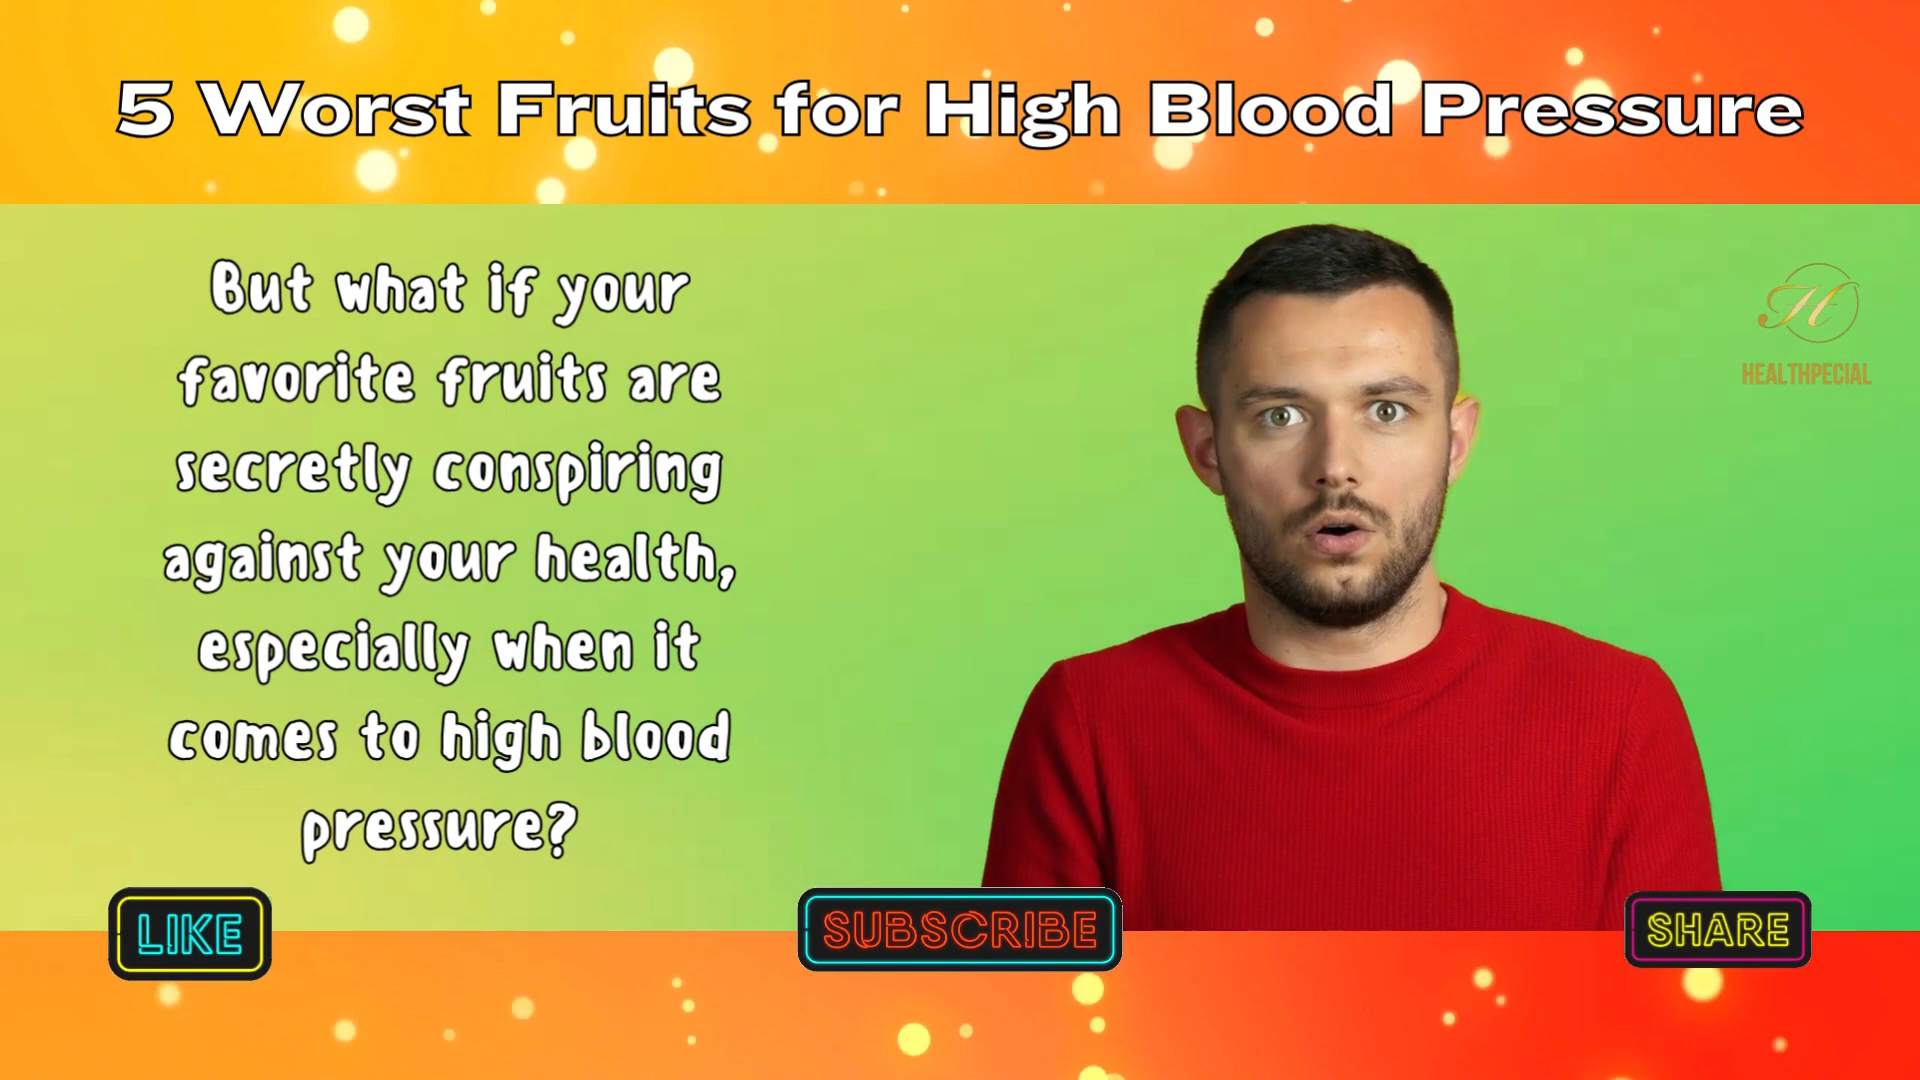 5 Worst Fruits for High Blood Pressure
But what if your
favorite fruits are
secretly conspiring
against your health,
especially when it
comes to high blood
pressure?
H
HEALTHPECIAL
LIKE
SUBSCRIBE
SHARE